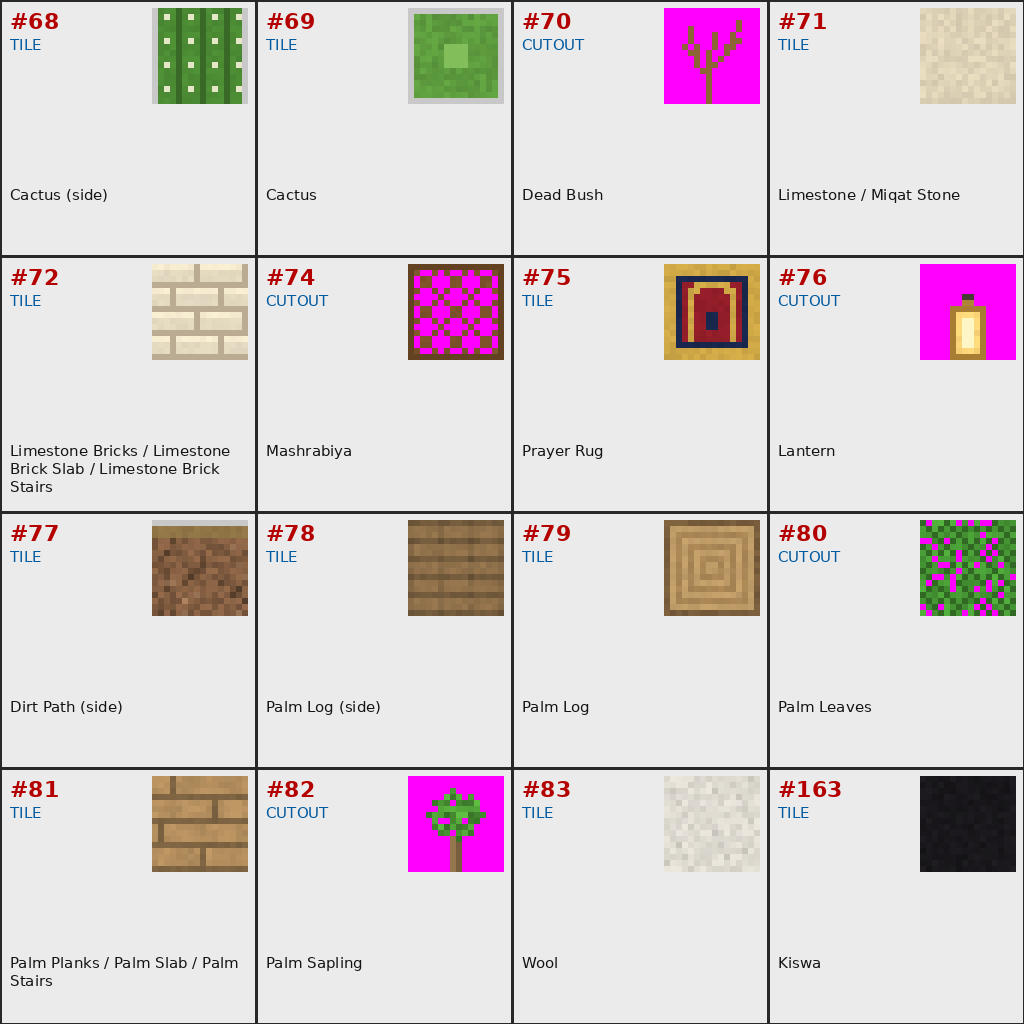 #68
TILE
Cactus (side)
#69
TILE
Cactus
#70
CUTOUT
Dead Bush
#71
TILE
Limestone / Miqat Stone
#72
TILE
Limestone Bricks / Limestone
Brick Slab / Limestone Brick
Stairs
#74
CUTOUT
Mashrabiya
#75
TILE
Prayer Rug
#76
CUTOUT
Lantern
#77
TILE
Dirt Path (side)
#78
TILE
Palm Log (side)
#79
TILE
Palm Log
#80
CUTOUT
Palm Leaves
#81
TILE
Palm Planks / Palm Slab / Palm
Stairs
#82
CUTOUT
Palm Sapling
#83
TILE
Wool
#163
TILE
Kiswa